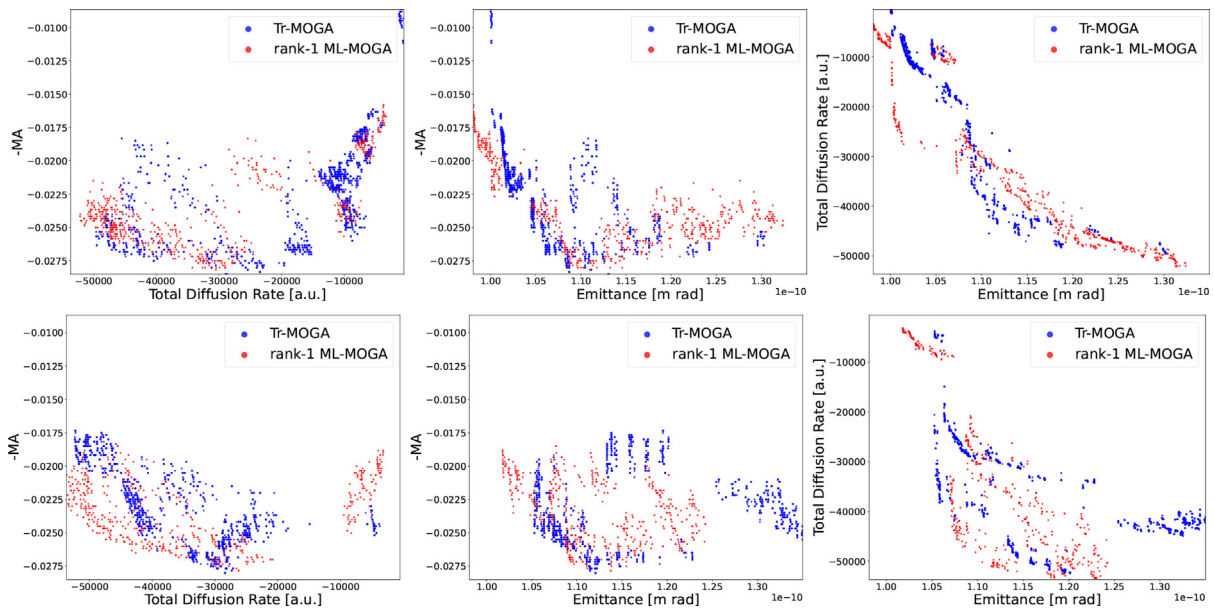 Tr-MOGA
rank-1 ML-MOGA
-MA
−0.0100
−0.0125
−0.0150
−0.0175
−0.0200
−0.0225
−0.0250
−0.0275
−50000 −40000 −30000 −20000 −10000
Total Diffusion Rate [a.u.]
Tr-MOGA
rank-1 ML-MOGA
-MA
−0.0100
−0.0125
−0.0150
−0.0175
−0.0200
−0.0225
−0.0250
−0.0275
1.00 1.05 1.10 1.15 1.20 1.25 1.30
Emittance [m rad]
1e−10
Tr-MOGA
rank-1 ML-MOGA
Total Diffusion Rate [a.u.]
−10000
−20000
−30000
−40000
−50000
1.00 1.05 1.10 1.15 1.20 1.25 1.30
Emittance [m rad]
1e−10
Tr-MOGA
rank-1 ML-MOGA
-MA
−0.0100
−0.0125
−0.0150
−0.0175
−0.0200
−0.0225
−0.0250
−0.0275
−50000 −40000 −30000 −20000 −10000
Total Diffusion Rate [a.u.]
Tr-MOGA
rank-1 ML-MOGA
-MA
−0.0100
−0.0125
−0.0150
−0.0175
−0.0200
−0.0225
−0.0250
−0.0275
1.00 1.05 1.10 1.15 1.20 1.25 1.30
Emittance [m rad]
1e−10
Tr-MOGA
rank-1 ML-MOGA
Total Diffusion Rate [a.u.]
−10000
−20000
−30000
−40000
−50000
1.00 1.05 1.10 1.15 1.20 1.25 1.30
Emittance [m rad]
1e−10